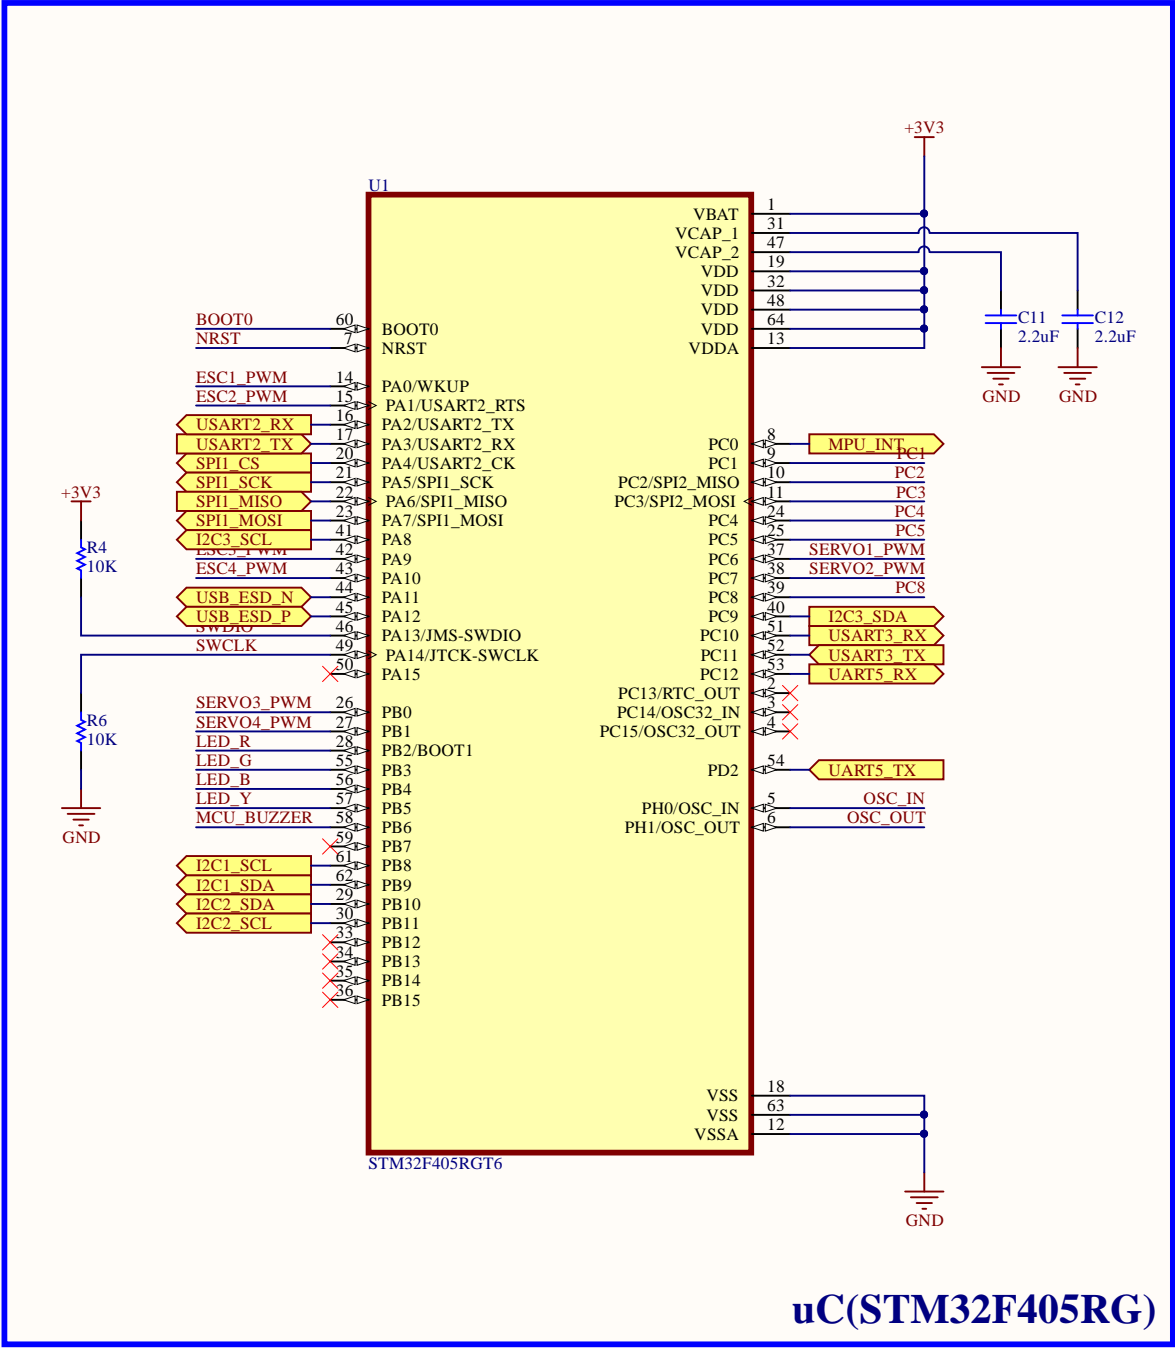 +3V3
U1
VBAT 1
VCAP_1 31
VCAP_2 47
VDD 19
VDD 32
VDD 48
VDD 64
VDDA 13
C11
2.2uF
C12
2.2uF
GND
GND
BOOT0 60 BOOT0
NRST 7 NRST
ESC1_PWM 14 PA0/WKUP
ESC2_PWM 15 PA1/USART2_RTS
USART2_RX 16 PA2/USART2_TX
USART2_TX 17 PA3/USART2_RX
SPI1_CS 20 PA4/USART2_CK
SPI1_SCK 21 PA5/SPI1_SCK
SPI1_MISO 22 PA6/SPI1_MISO
SPI1_MOSI 23 PA7/SPI1_MOSI
I2C3_SCL 41 PA8
ESC3_PWM 42 PA9
ESC4_PWM 43 PA10
USB_ESD_N 44 PA11
USB_ESD_P 45 PA12
SWDIO 46 PA13/JMS-SWDIO
SWCLK 49 PA14/JTCK-SWCLK
50 PA15
+3V3
R4
10K
R6
10K
GND
SERVO3_PWM 26 PB0
SERVO4_PWM 27 PB1
LED_R 28 PB2/BOOT1
LED_G 55 PB3
LED_B 56 PB4
LED_Y 57 PB5
MCU_BUZZER 58 PB6
59 PB7
I2C1_SCL 61 PB8
I2C1_SDA 62 PB9
I2C2_SDA 29 PB10
I2C2_SCL 30 PB11
33 PB12
34 PB13
35 PB14
36 PB15
PC0 8 MPU_INT
PC1 9 PC1
PC2/SPI2_MISO 10 PC2
PC3/SPI2_MOSI 11 PC3
PC4 24 PC4
PC5 25 PC5
PC6 37 SERVO1_PWM
PC7 38 SERVO2_PWM
PC8 39 PC8
PC9 40 I2C3_SDA
PC10 51 USART3_RX
PC11 52 USART3_TX
PC12 53 UART5_RX
PC13/RTC_OUT 2
PC14/OSC32_IN 3
PC15/OSC32_OUT 4
PD2 54 UART5_TX
PH0/OSC_IN 5 OSC_IN
PH1/OSC_OUT 6 OSC_OUT
VSS 18
VSS 63
VSSA 12
GND
STM32F405RGT6
uC(STM32F405RG)